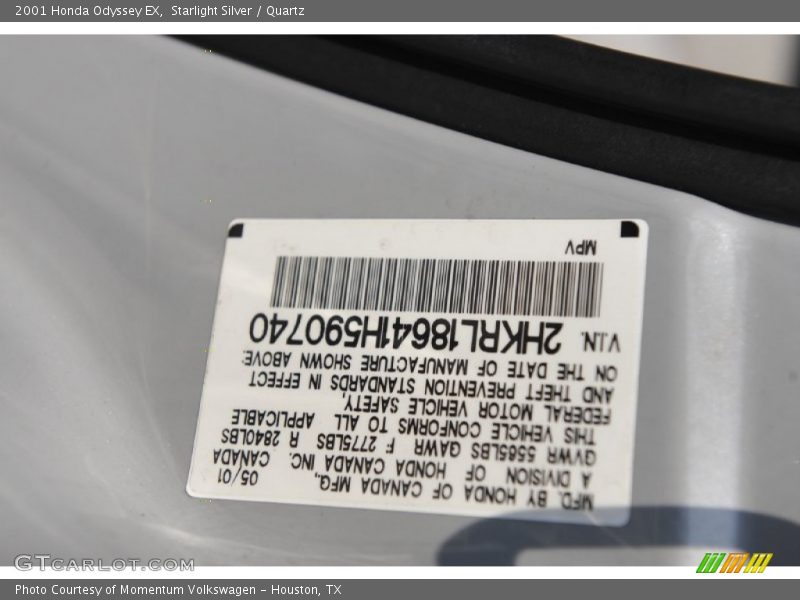 2001 Honda Odyssey EX,  Starlight Silver / Quartz
MFD. BY HONDA OF CANADA MFG., 05/01
A DIVISION OF HONDA CANADA INC. CANADA
GVWR 5565LBS GAWR F 2775LBS R 2840LBS
THIS VEHICLE CONFORMS TO ALL APPLICABLE
FEDERAL MOTOR VEHICLE SAFETY,
AND THEFT PREVENTION STANDARDS IN EFFECT
ON THE DATE OF MANUFACTURE SHOWN ABOVE:
V.I.N. 2HKRL18641H590740
MPV
GTCarLot.com
Photo Courtesy of Momentum Volkswagen - Houston, TX